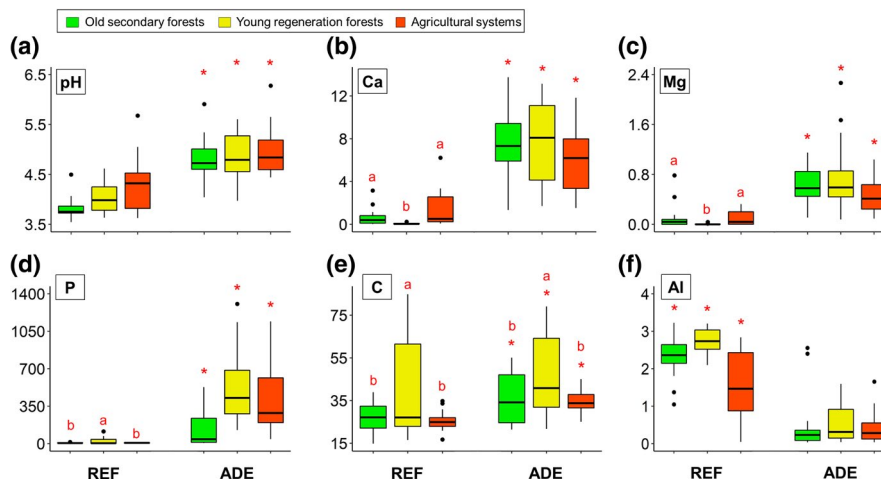 Old secondary forests Young regeneration forests Agricultural systems
(a) (b) (c)
pH Ca Mg
6.5 12 2.4
5.5 8 1.6
4.5 4 0.8
3.5 0 0.0
* * * * * * * * *
a b a a b a
(d) (e) (f)
P C Al
1400 75 4
1050 55 3
700 35 2
350 15 1
0 0
* * * * * * * * *
b a b b a b b a b
REF ADE REF ADE REF ADE